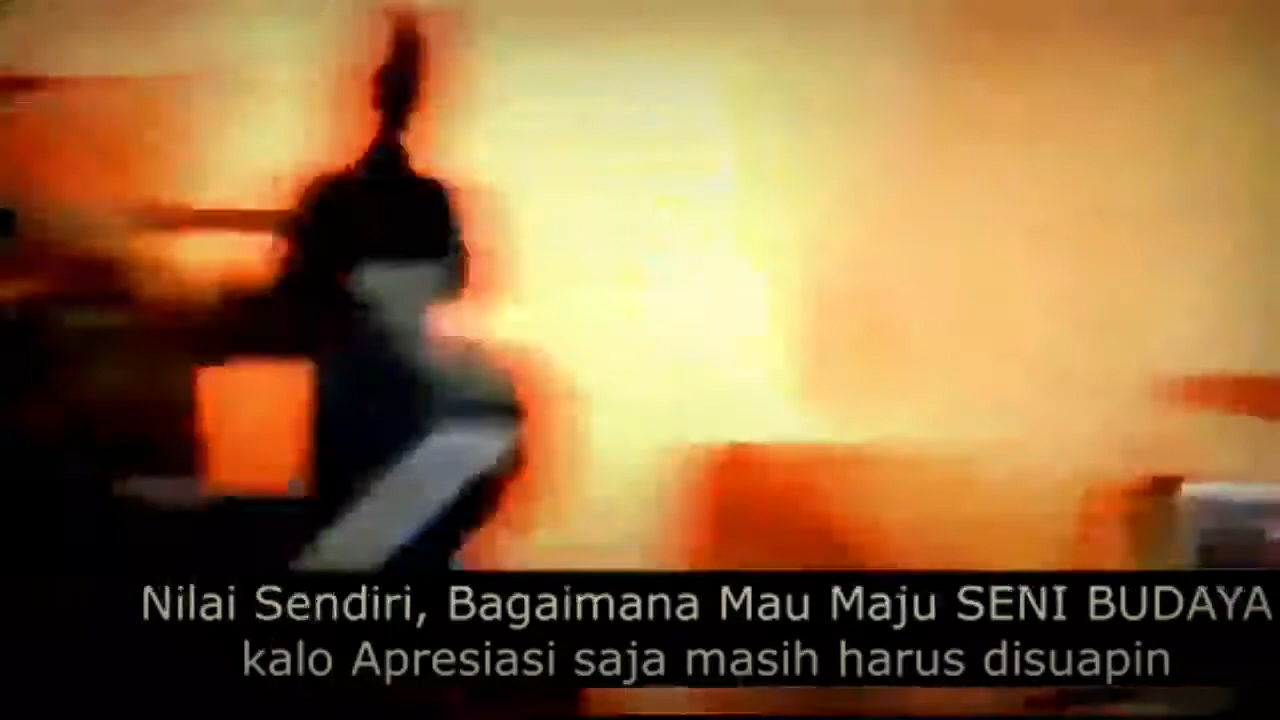 Nilai Sendiri, Bagaimana Mau Maju SENI BUDAYA
kalo Apresiasi saja masih harus disuapin